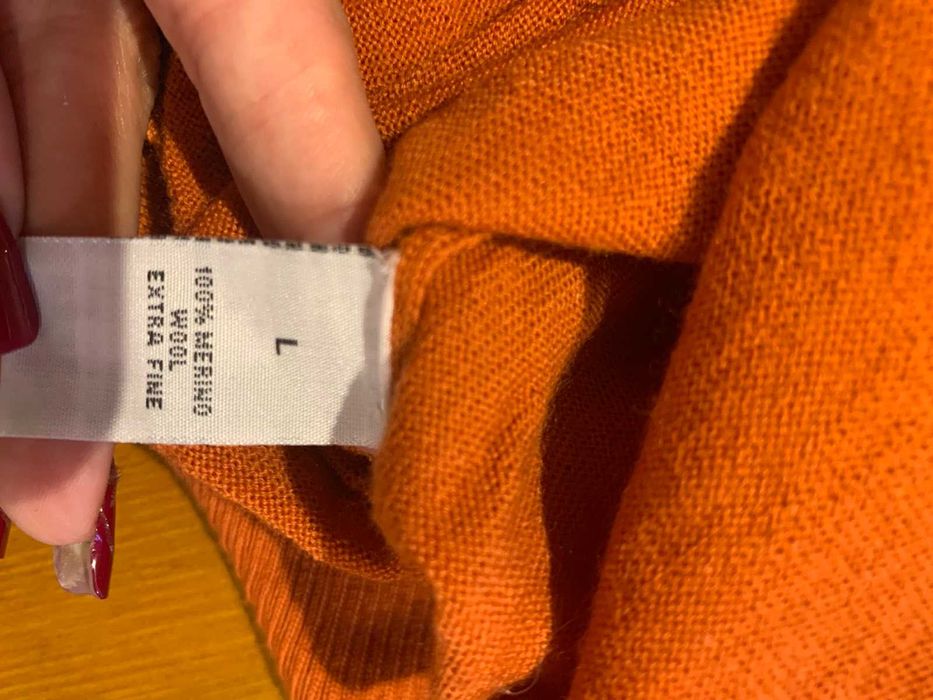 L
100% MERINO
WOOL
EXTRA FINE